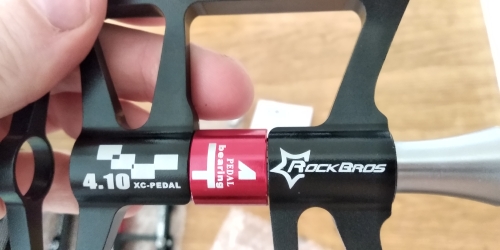 4.10 XC-PEDAL
4 PEDAL
bearing
ROCKBROS